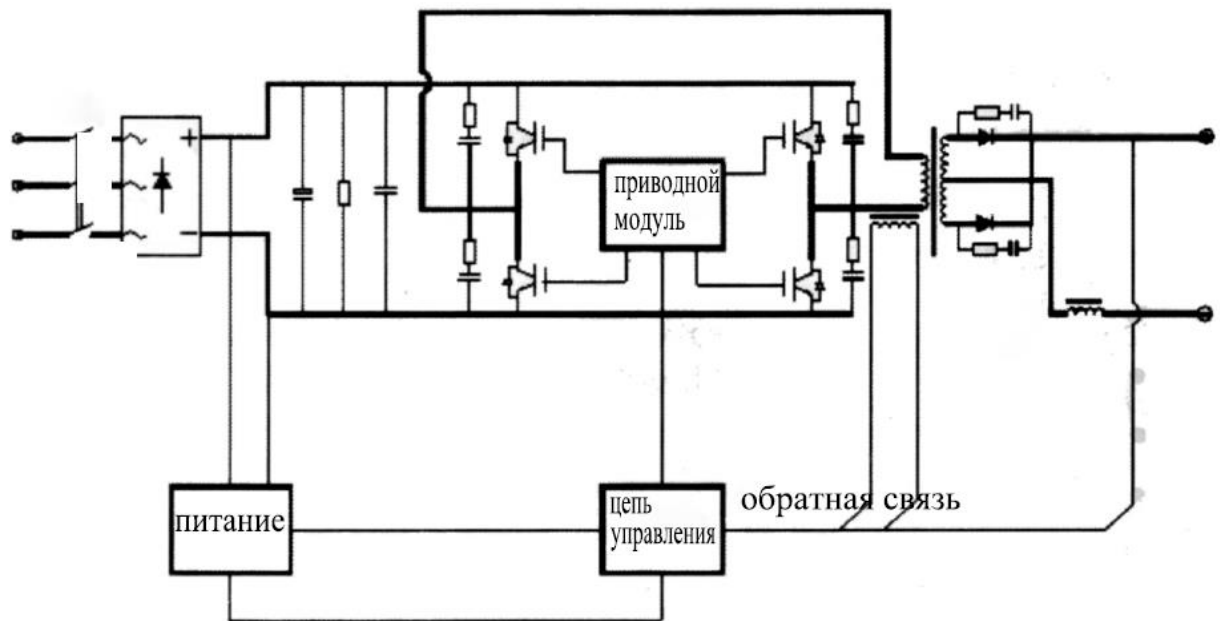 приводной
модуль
питание
цепь
управления
обратная связь